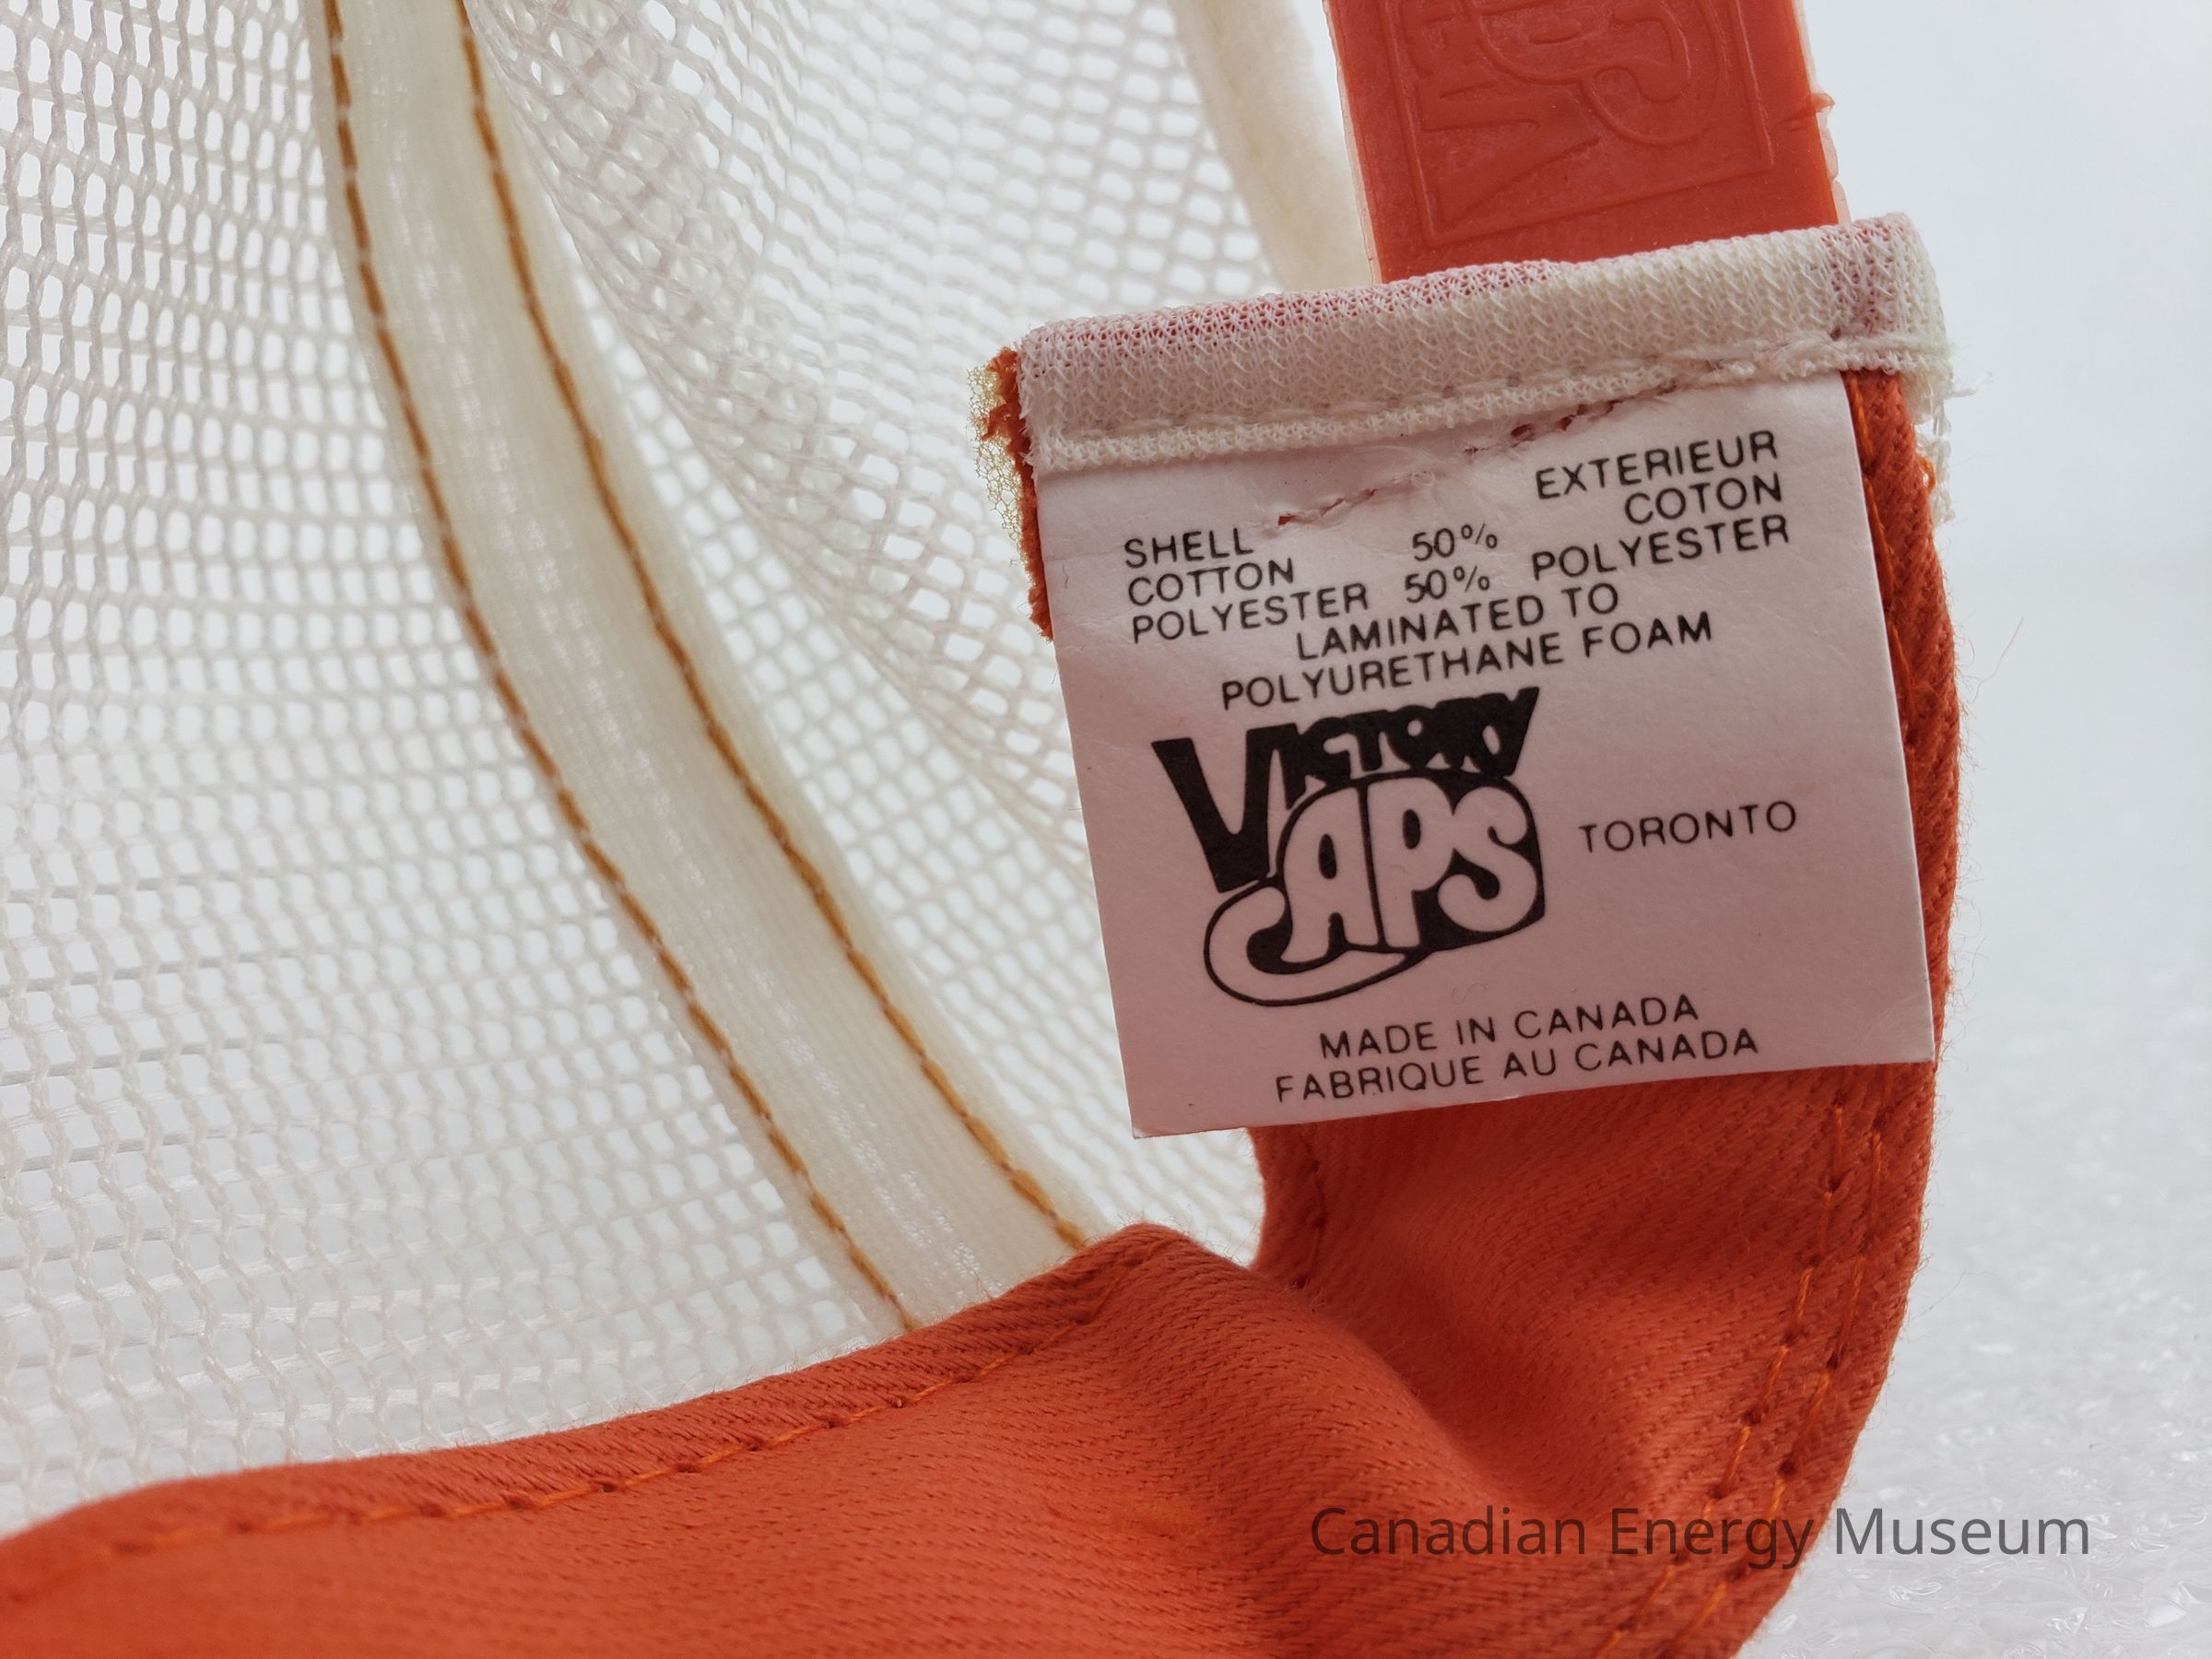 EXTERIEUR
SHELL
COTTON 50% COTON
POLYESTER 50% POLYESTER
LAMINATED TO
POLYURETHANE FOAM
VICTORY
CAPS
TORONTO
MADE IN CANADA
FABRIQUE AU CANADA
Canadian Energy Museum